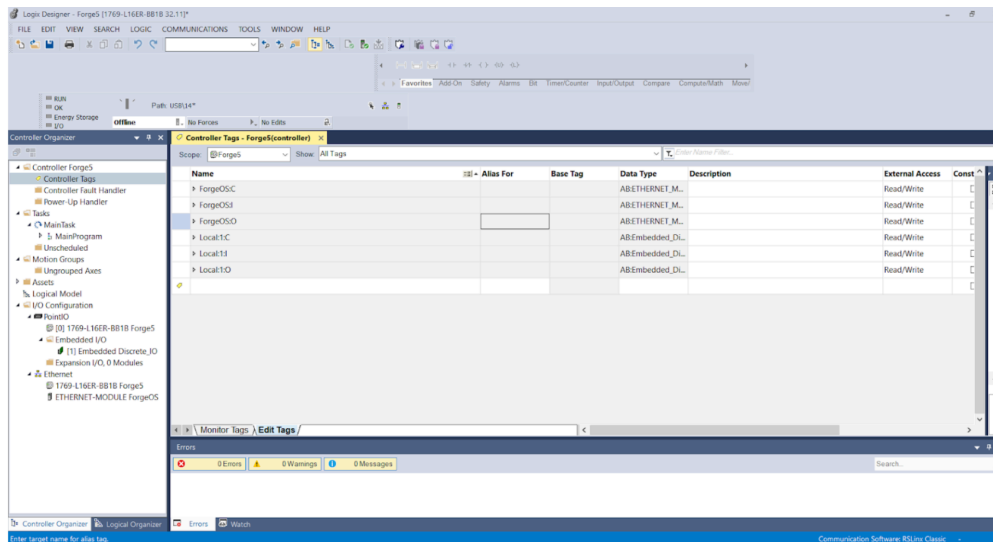 Logix Designer - Forge5 [1769-L16ER-BB1B 32.11]*
FILE EDIT VIEW SEARCH LOGIC COMMUNICATIONS TOOLS WINDOW HELP
Favorites Add-On Safety Alarms Bit Timer/Counter Input/Output Compare Compute/Math Move/
RUN
OK
Energy Storage
I/O
Path: USB\14*
Offline
No Forces
No Edits
Controller Organizer
Controller Tags - Forge5(controller)
Scope: Forge5 Show: All Tags
Enter Name Filter...
Name Alias For Base Tag Data Type Description External Access Const
ForgeOS:C AB:ETHERNET_M... Read/Write
ForgeOS:I AB:ETHERNET_M... Read/Write
ForgeOS:O AB:ETHERNET_M... Read/Write
Local:1:C AB:Embedded_Di... Read/Write
Local:1:I AB:Embedded_Di... Read/Write
Local:1:O AB:Embedded_Di... Read/Write
Controller Forge5
Controller Tags
Controller Fault Handler
Power-Up Handler
Tasks
MainTask
MainProgram
Unscheduled
Motion Groups
Ungrouped Axes
Assets
Logical Model
I/O Configuration
PointIO
[0] 1769-L16ER-BB1B Forge5
Embedded I/O
[1] Embedded Discrete_IO
Expansion I/O, 0 Modules
Ethernet
1769-L16ER-BB1B Forge5
ETHERNET-MODULE ForgeOS
Monitor Tags Edit Tags
Errors
0 Errors 0 Warnings 0 Messages
Search...
Controller Organizer Logical Organizer
Errors Watch
Enter target name for alias tag.
Communication Software: RSLinx Classic